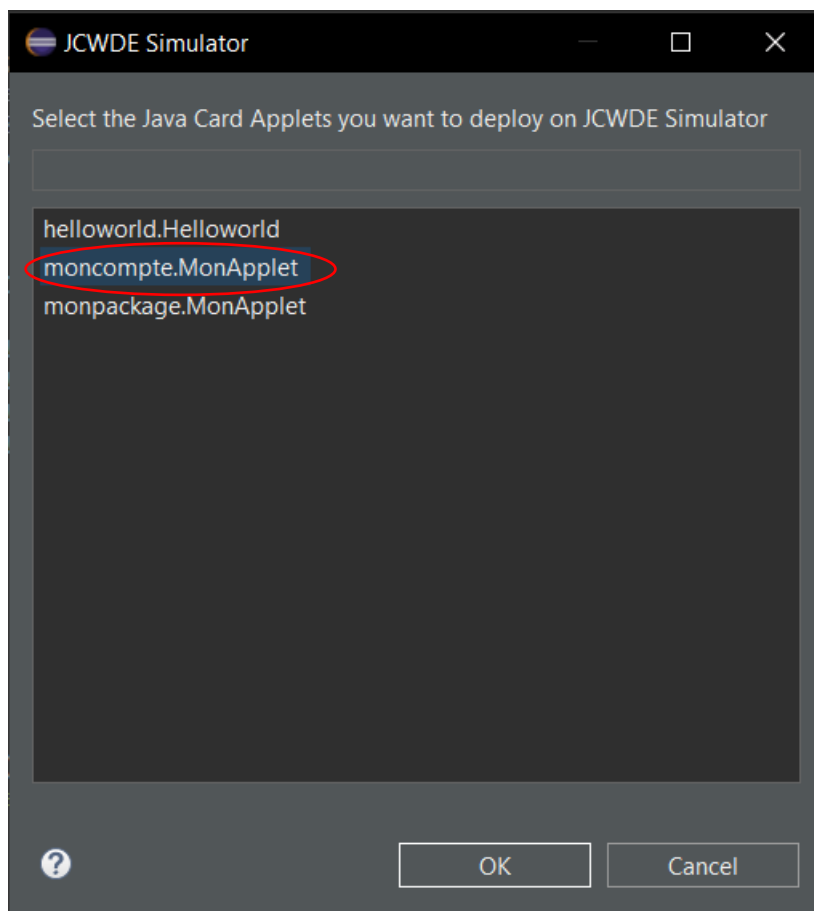 JCWDE Simulator
Select the Java Card Applets you want to deploy on JCWDE Simulator
helloworld.Helloworld
moncompte.MonApplet
monpackage.MonApplet
?
OK
Cancel